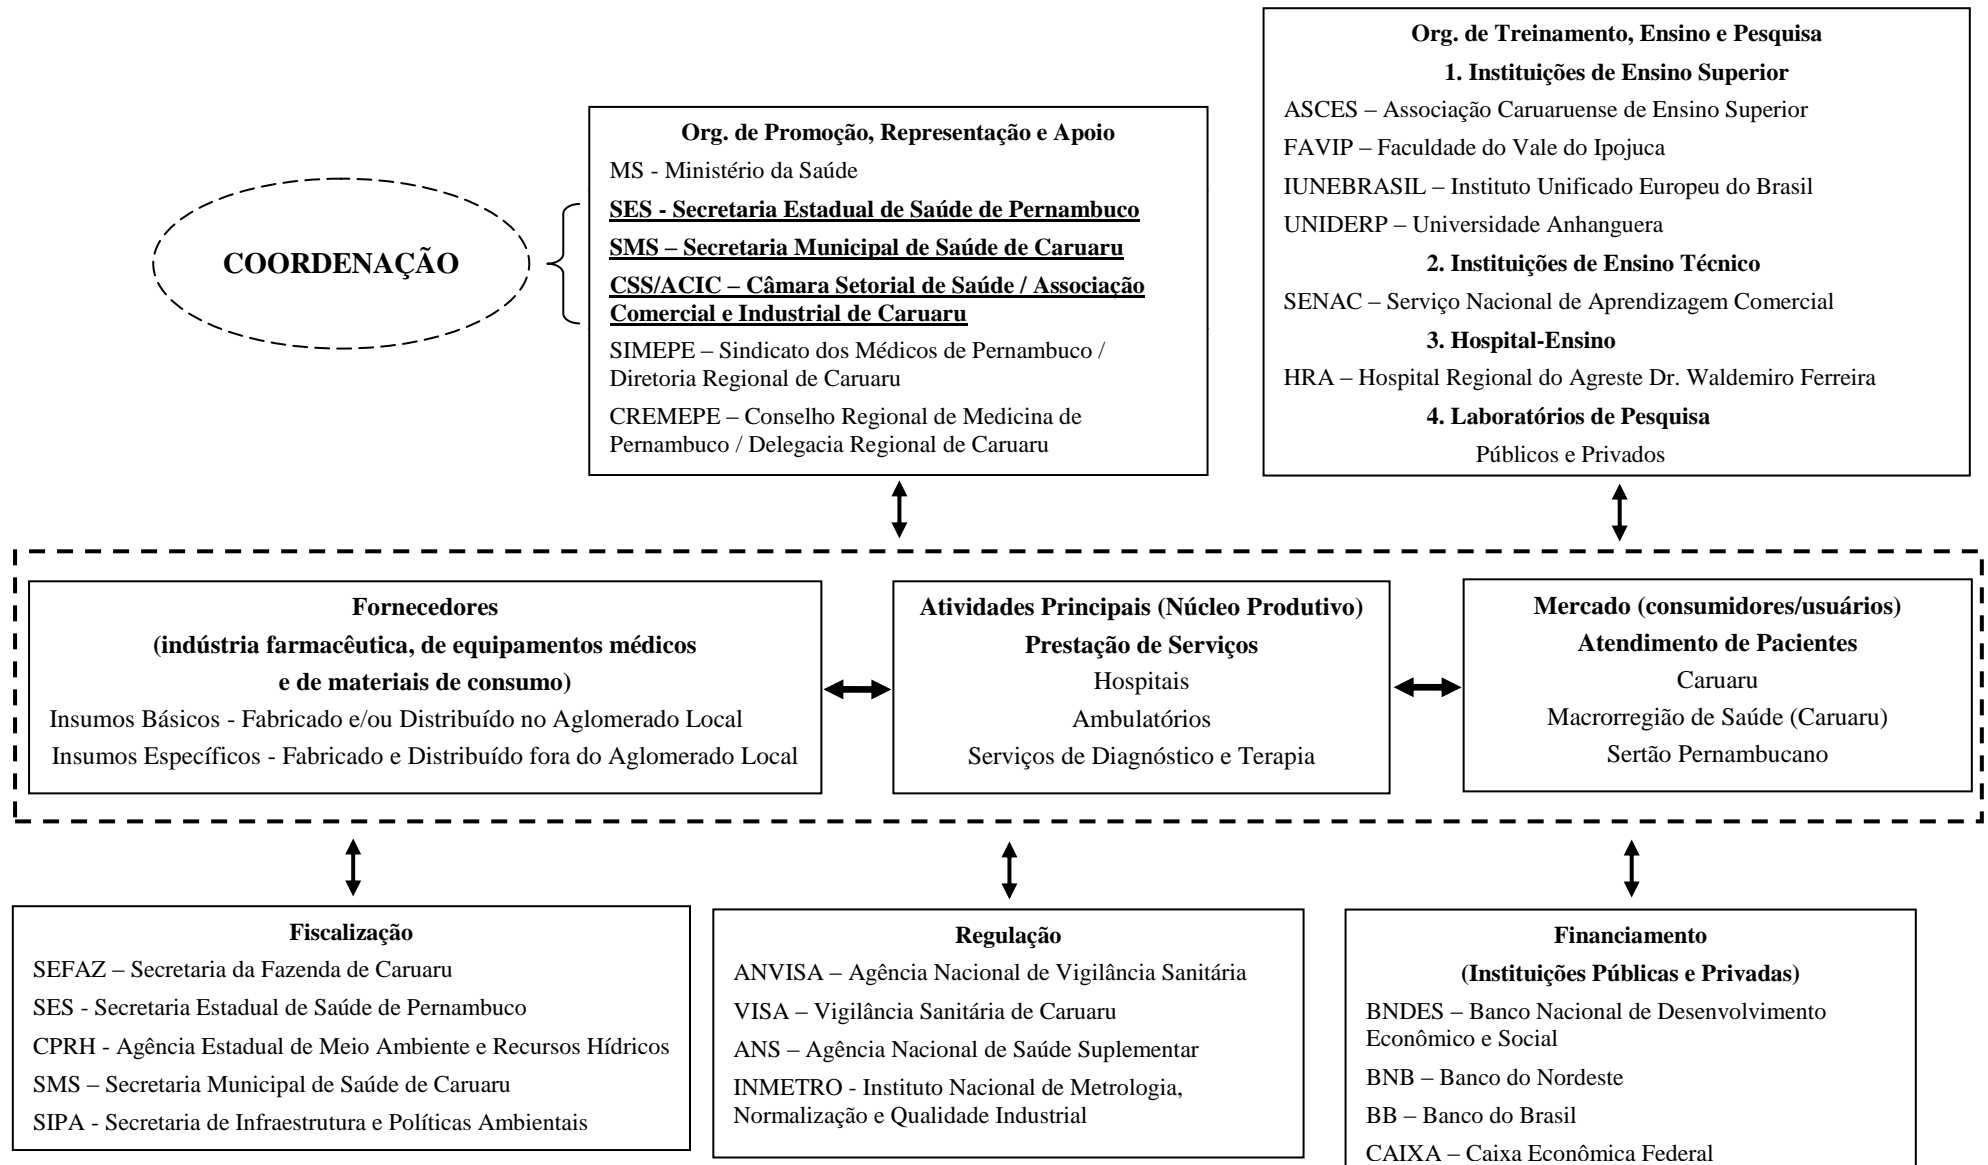 Org. de Treinamento, Ensino e Pesquisa
1. Instituições de Ensino Superior
ASCES – Associação Caruaruense de Ensino Superior
FAVIP – Faculdade do Vale do Ipojuca
IUNEBRASIL – Instituto Unificado Europeu do Brasil
UNIDERP – Universidade Anhanguera
2. Instituições de Ensino Técnico
SENAC – Serviço Nacional de Aprendizagem Comercial
3. Hospital-Ensino
HRA – Hospital Regional do Agreste Dr. Waldemiro Ferreira
4. Laboratórios de Pesquisa
Públicos e Privados
Org. de Promoção, Representação e Apoio
MS - Ministério da Saúde
SES - Secretaria Estadual de Saúde de Pernambuco
SMS – Secretaria Municipal de Saúde de Caruaru
CSS/ACIC – Câmara Setorial de Saúde / Associação
Comercial e Industrial de Caruaru
SIMEPE – Sindicato dos Médicos de Pernambuco /
Diretoria Regional de Caruaru
CREMEPE – Conselho Regional de Medicina de
Pernambuco / Delegacia Regional de Caruaru
COORDENAÇÃO
Fornecedores
(indústria farmacêutica, de equipamentos médicos
e de materiais de consumo)
Insumos Básicos - Fabricado e/ou Distribuído no Aglomerado Local
Insumos Específicos - Fabricado e Distribuído fora do Aglomerado Local
Atividades Principais (Núcleo Produtivo)
Prestação de Serviços
Hospitais
Ambulatórios
Serviços de Diagnóstico e Terapia
Mercado (consumidores/usuários)
Atendimento de Pacientes
Caruaru
Macrorregião de Saúde (Caruaru)
Sertão Pernambucano
Fiscalização
SEFAZ – Secretaria da Fazenda de Caruaru
SES - Secretaria Estadual de Saúde de Pernambuco
CPRH - Agência Estadual de Meio Ambiente e Recursos Hídricos
SMS – Secretaria Municipal de Saúde de Caruaru
SIPA - Secretaria de Infraestrutura e Políticas Ambientais
Regulação
ANVISA – Agência Nacional de Vigilância Sanitária
VISA – Vigilância Sanitária de Caruaru
ANS – Agência Nacional de Saúde Suplementar
INMETRO - Instituto Nacional de Metrologia,
Normalização e Qualidade Industrial
Financiamento
(Instituições Públicas e Privadas)
BNDES – Banco Nacional de Desenvolvimento
Econômico e Social
BNB – Banco do Nordeste
BB – Banco do Brasil
CAIXA – Caixa Econômica Federal